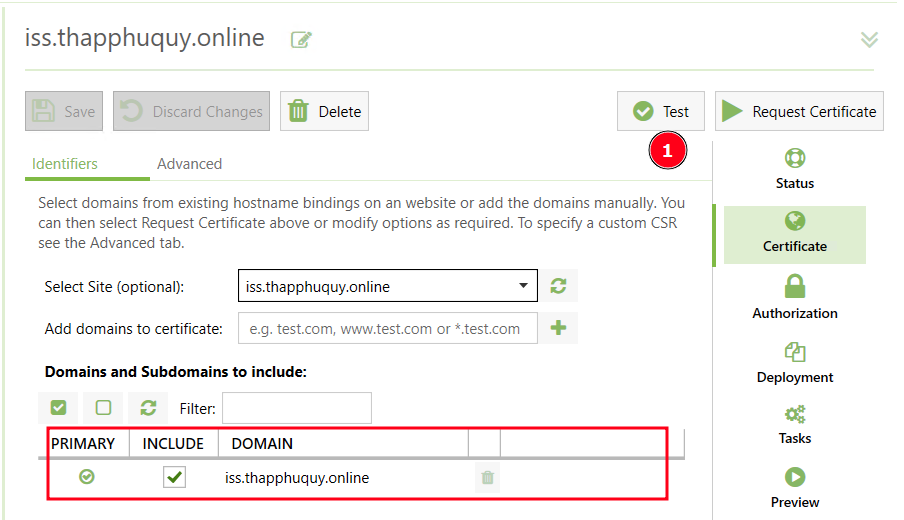 iss.thapphuquy.online
Save
Discard Changes
Delete
Test
Request Certificate
1
Identifiers
Advanced
Status
Select domains from existing hostname bindings on an website or add the domains manually. You
can then select Request Certificate above or modify options as required. To specify a custom CSR
see the Advanced tab.
Certificate
Select Site (optional):
iss.thapphuquy.online
Authorization
Add domains to certificate:
e.g. test.com, www.test.com or *.test.com
Domains and Subdomains to include:
Deployment
Filter:
PRIMARY
INCLUDE
DOMAIN
Tasks
iss.thapphuquy.online
Preview